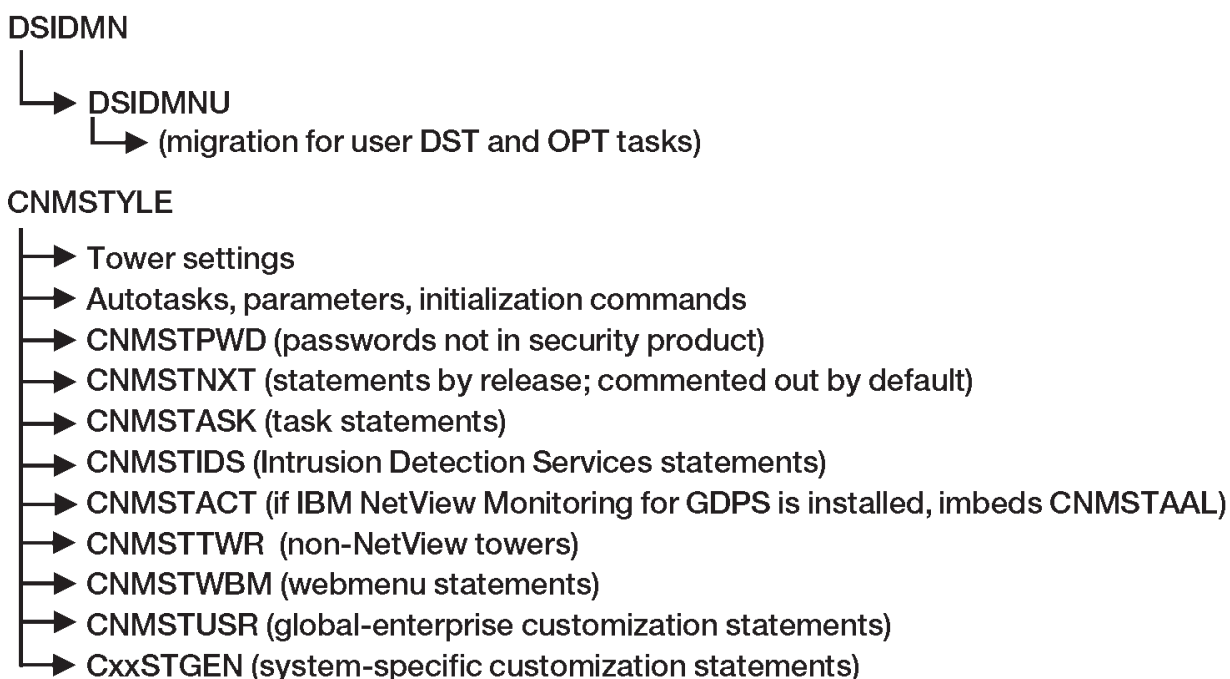 DSIDMN
DSIDMNU
(migration for user DST and OPT tasks)
CNMSTYLE
Tower settings
Autotasks, parameters, initialization commands
CNMSTPWD (passwords not in security product)
CNMSTNXT (statements by release; commented out by default)
CNMSTASK (task statements)
CNMSTIDS (Intrusion Detection Services statements)
CNMSTACT (if IBM NetView Monitoring for GDPS is installed, imbeds CNMSTAAL)
CNMSTTWR (non-NetView towers)
CNMSTWBM (webmenu statements)
CNMSTUSR (global-enterprise customization statements)
CxxSTGEN (system-specific customization statements)